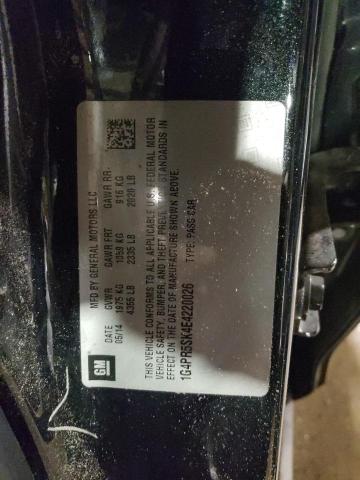 GM
MFD BY GENERAL MOTORS LLC
DATE GVWR GAWR FRT GAWR RR
05/14 1975 KG 1059 KG 916 KG
4355 LB 2335 LB 2020 LB
THIS VEHICLE CONFORMS TO ALL APPLICABLE U.S. FEDERAL MOTOR
VEHICLE SAFETY, BUMPER, AND THEFT PREVENTION STANDARDS IN
EFFECT ON THE DATE OF MANUFACTURE SHOWN ABOVE.
1G4PR5SK4E4220026 TYPE: PASS CAR